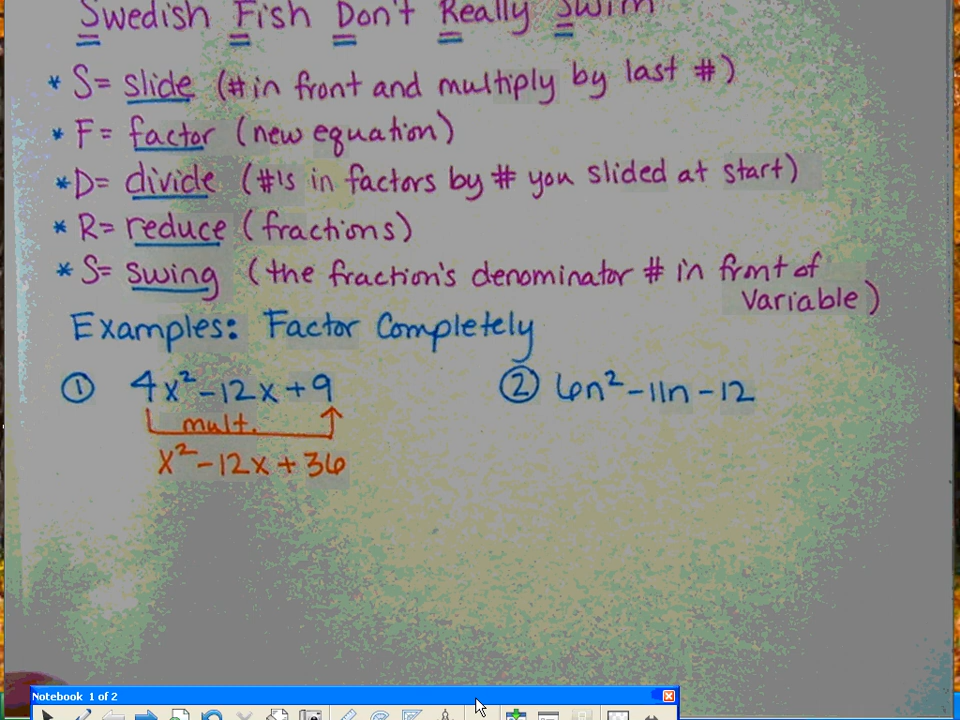 Swedish Fish Don't Really Swim
* S= slide (# in front and multiply by last #)
* F= factor (new equation)
* D= divide (#'s in factors by # you slided at start)
* R= reduce (fractions)
* S= swing (the fraction's denominator # in front of
variable)
Examples: Factor Completely
① 4x²-12x+9
② 6n²-11n-12
mult.
x²-12x+36
Notebook 1 of 2